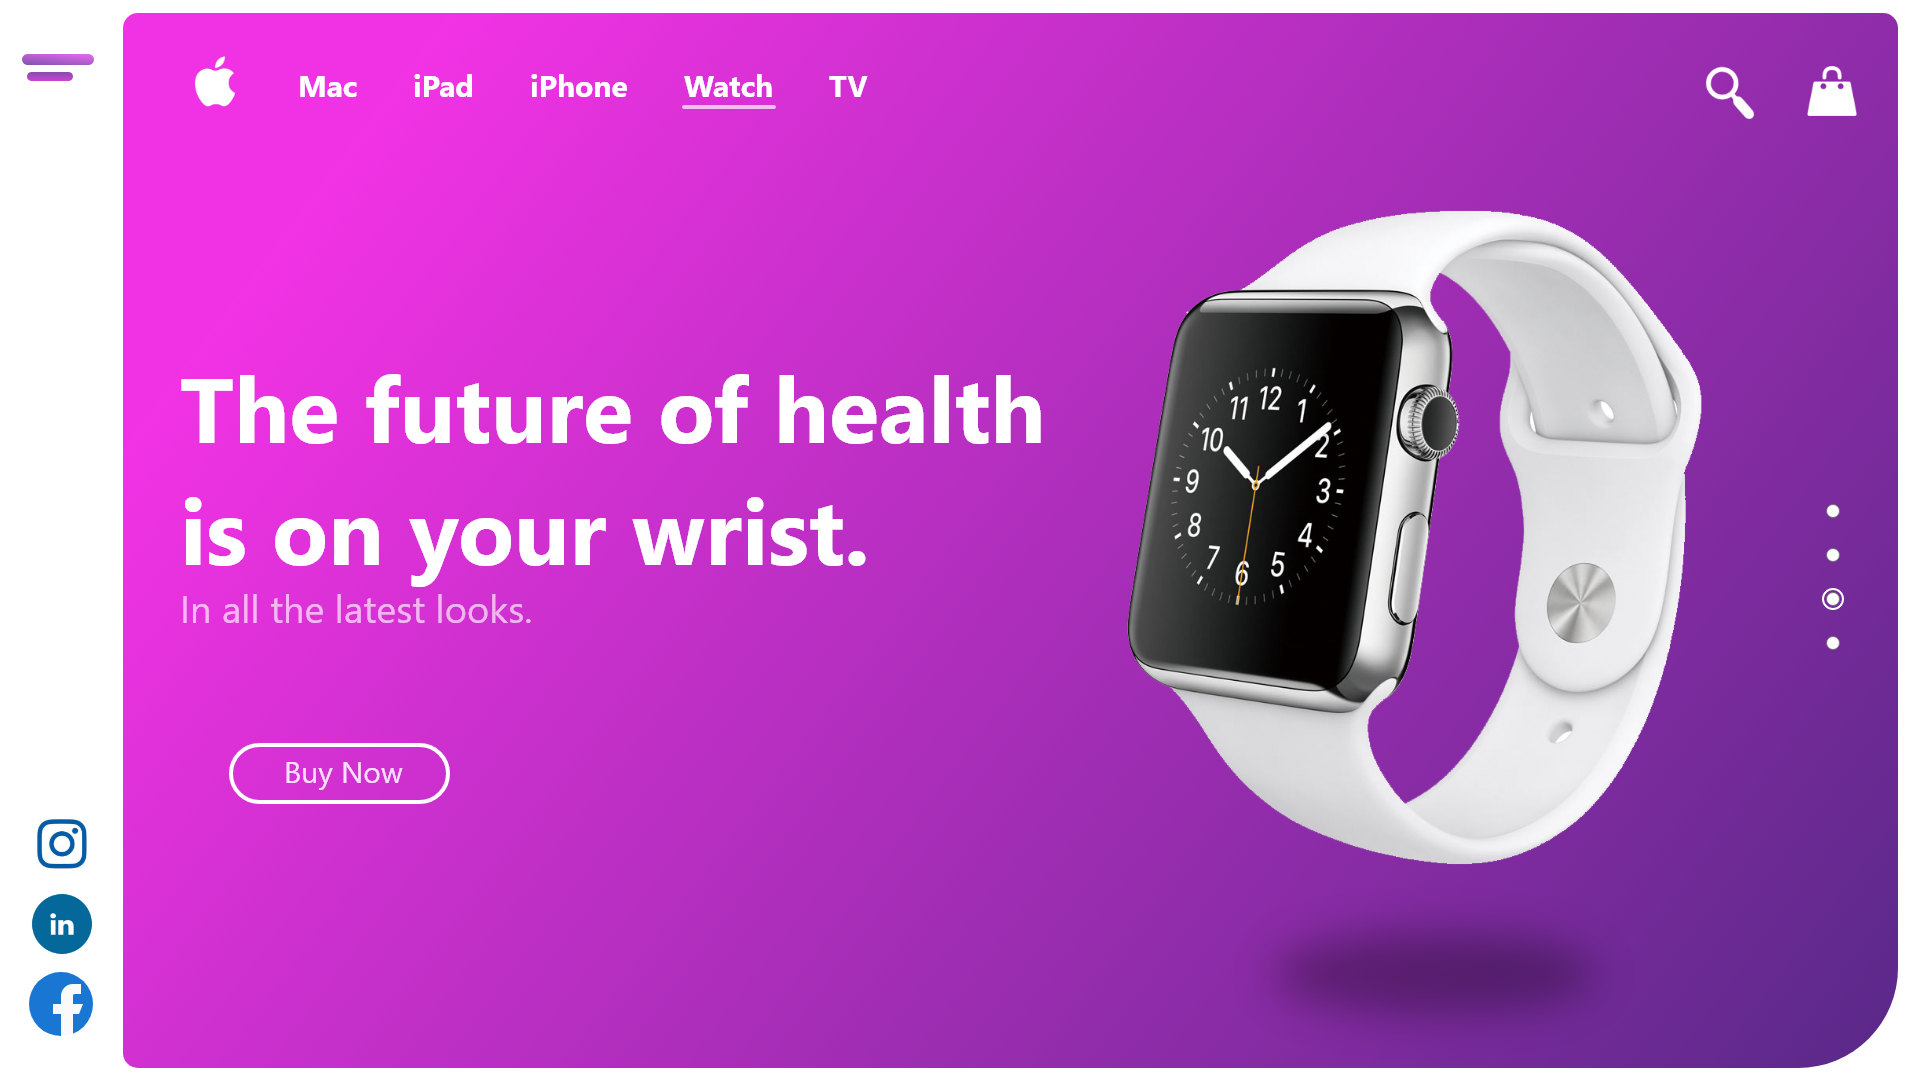 Mac iPad iPhone Watch TV
The future of health
is on your wrist.
In all the latest looks.
Buy Now
12
11 1
10 2
9 3
8 4
7 5
6
in